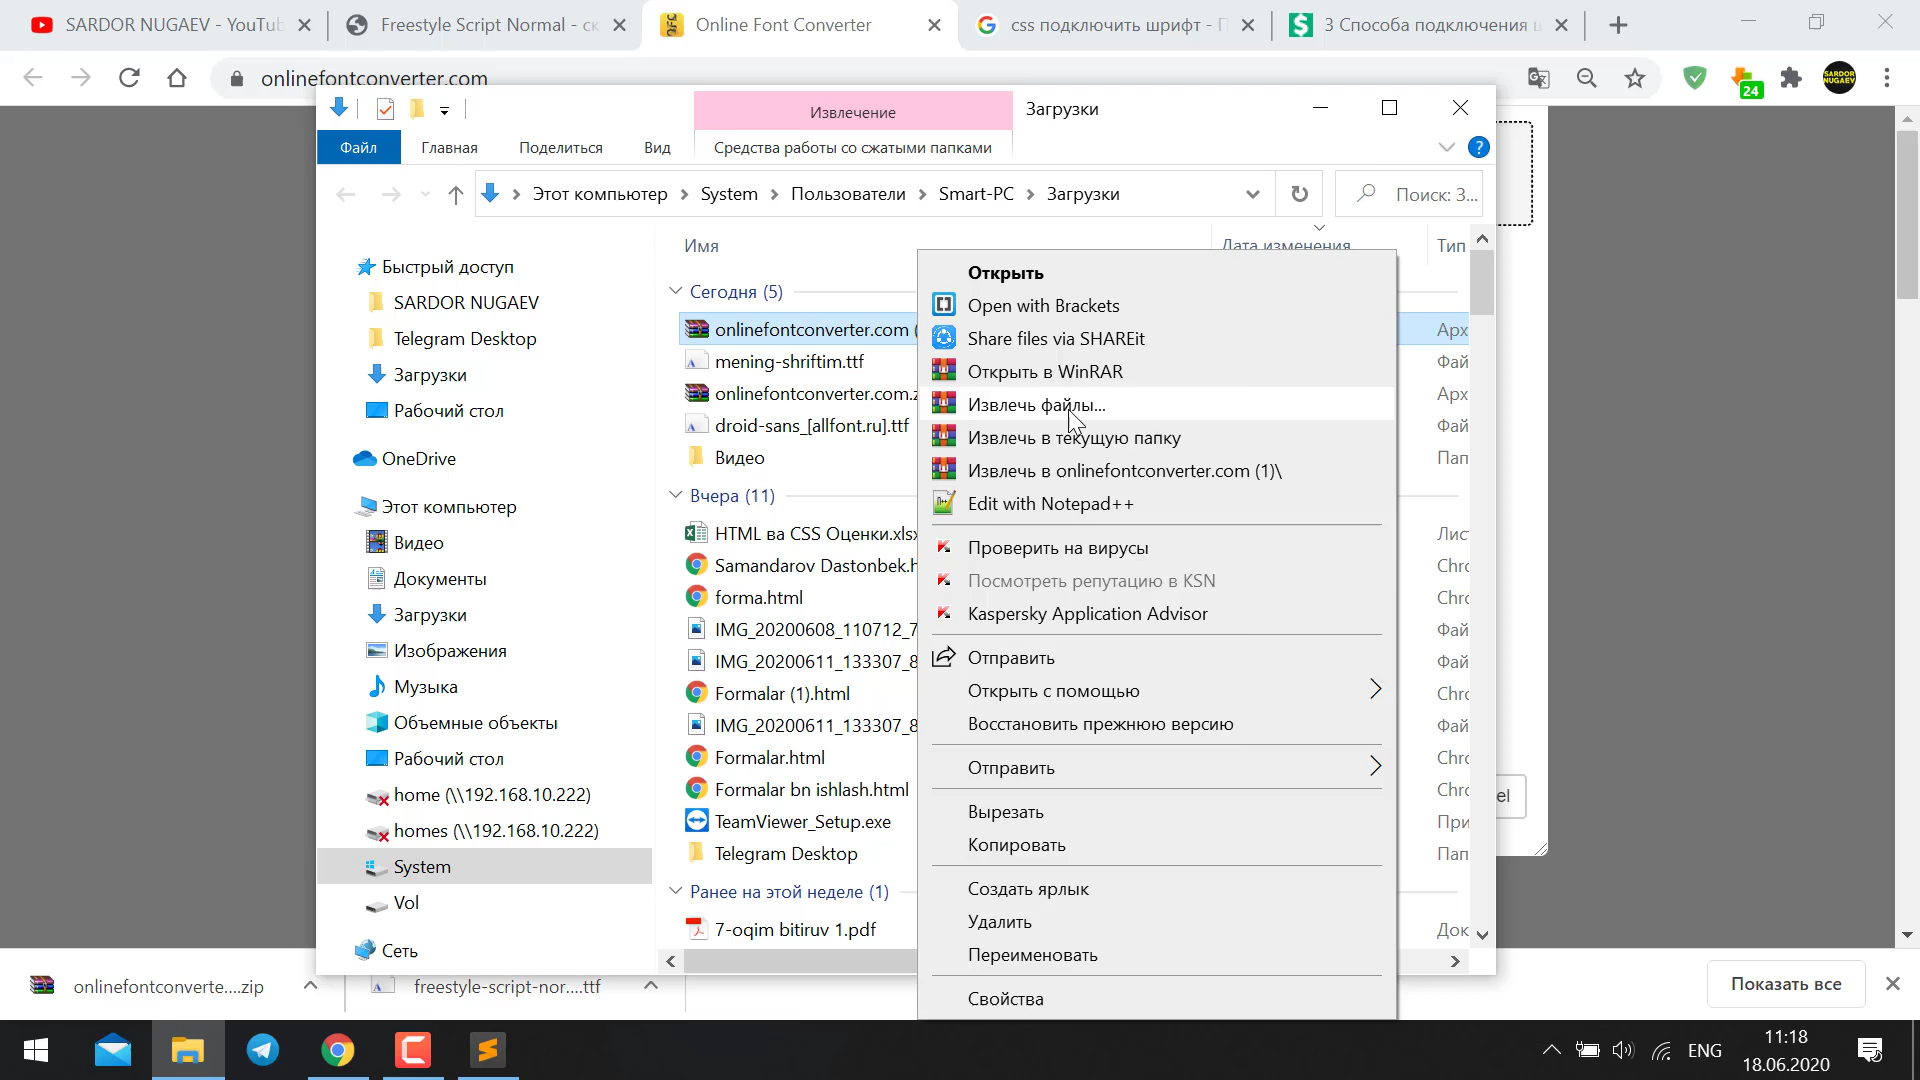 SARDOR NUGAEV - YouTub
Freestyle Script Normal - ск
Online Font Converter
css подключить шрифт - П
3 Способа подключения ш
onlinefontconverter.com
SARDOR NUGAEV
24
Извлечение
Загрузки
Файл
Главная
Поделиться
Вид
Средства работы со сжатыми папками
Этот компьютер
System
Пользователи
Smart-PC
Загрузки
Поиск: З...
Имя
Дата изменения
Тип
Быстрый доступ
SARDOR NUGAEV
Telegram Desktop
Загрузки
Рабочий стол
OneDrive
Этот компьютер
Видео
Документы
Загрузки
Изображения
Музыка
Объемные объекты
Рабочий стол
home (\\192.168.10.222)
homes (\\192.168.10.222)
System
Vol
Сеть
Сегодня (5)
onlinefontconverter.com (
Арх
mening-shriftim.ttf
Фай
onlinefontconverter.com.z
Арх
droid-sans_[allfont.ru].ttf
Фай
Видео
Пап
Вчера (11)
HTML ва CSS Оценки.xlsx
Лис
Samandarov Dastonbek.h
Chro
forma.html
Chro
IMG_20200608_110712_7
Фай
IMG_20200611_133307_8
Фай
Formalar (1).html
Chro
IMG_20200611_133307_8
Фай
Formalar.html
Chro
Formalar bn ishlash.html
Chro
TeamViewer_Setup.exe
При
Telegram Desktop
Пап
Ранее на этой неделе (1)
7-oqim bitiruv 1.pdf
Док
Открыть
Open with Brackets
Share files via SHAREit
Открыть в WinRAR
Извлечь файлы...
Извлечь в текущую папку
Извлечь в onlinefontconverter.com (1)\
Edit with Notepad++
Проверить на вирусы
Посмотреть репутацию в KSN
Kaspersky Application Advisor
Отправить
Открыть с помощью
Восстановить прежнюю версию
Отправить
Вырезать
Копировать
Создать ярлык
Удалить
Переименовать
Свойства
el
onlinefontconverte....zip
freestyle-script-nor....ttf
Показать все
ENG
11:18
18.06.2020